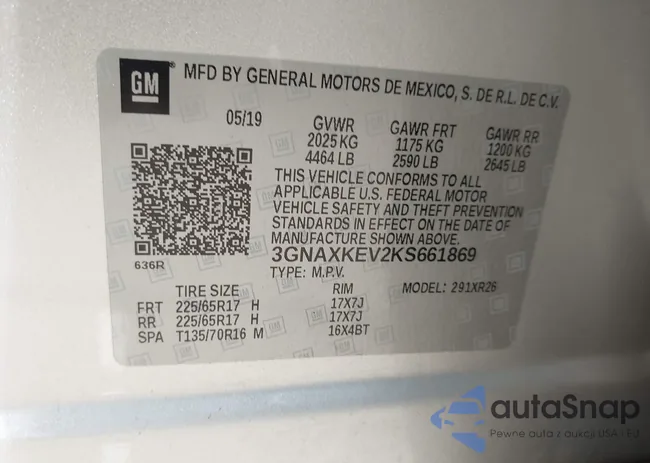 GM
MFD BY GENERAL MOTORS DE MEXICO, S. DE R.L. DE C.V.
05/19 GVWR GAWR FRT GAWR RR
2025 KG 1175 KG 1200 KG
4464 LB 2590 LB 2645 LB
THIS VEHICLE CONFORMS TO ALL
APPLICABLE U.S. FEDERAL MOTOR
VEHICLE SAFETY AND THEFT PREVENTION
STANDARDS IN EFFECT ON THE DATE OF
MANUFACTURE SHOWN ABOVE.
636R
3GNAXKEV2KS661869
TYPE: M.P.V. MODEL: 291XR26
TIRE SIZE RIM
FRT 225/65R17 H 17X7J
RR 225/65R17 H 17X7J
SPA T135/70R16 M 16X4BT
autaSnap
Pewne auta z aukcji USA - EU